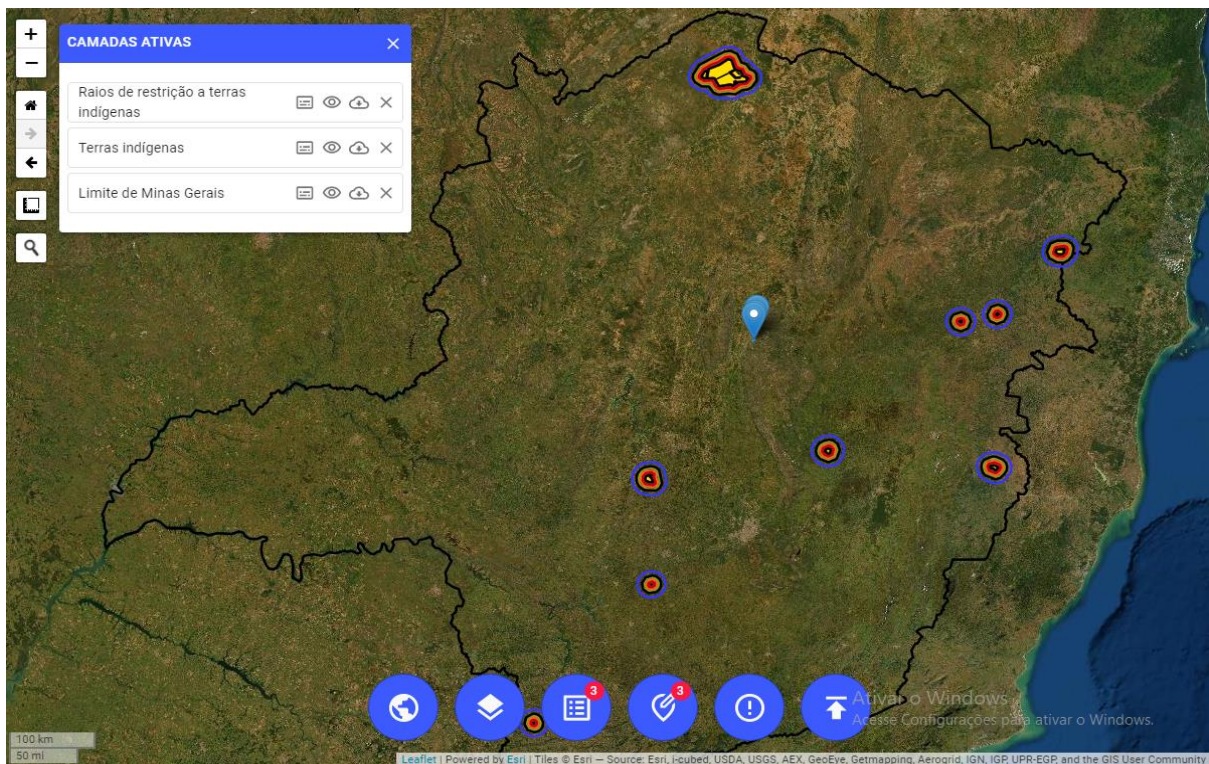 +
CAMADAS ATIVAS ×
−
Raios de restrição a terras
indígenas
Terras indígenas
Limite de Minas Gerais
3
3
Ativar o Windows
Acesse Configurações para ativar o Windows.
100 km
50 mi
Leaflet | Powered by Esri | Tiles © Esri — Source: Esri, i-cubed, USDA, USGS, AEX, GeoEye, Getmapping, Aerogrid, IGN, IGP, UPR-EGP, and the GIS User Community